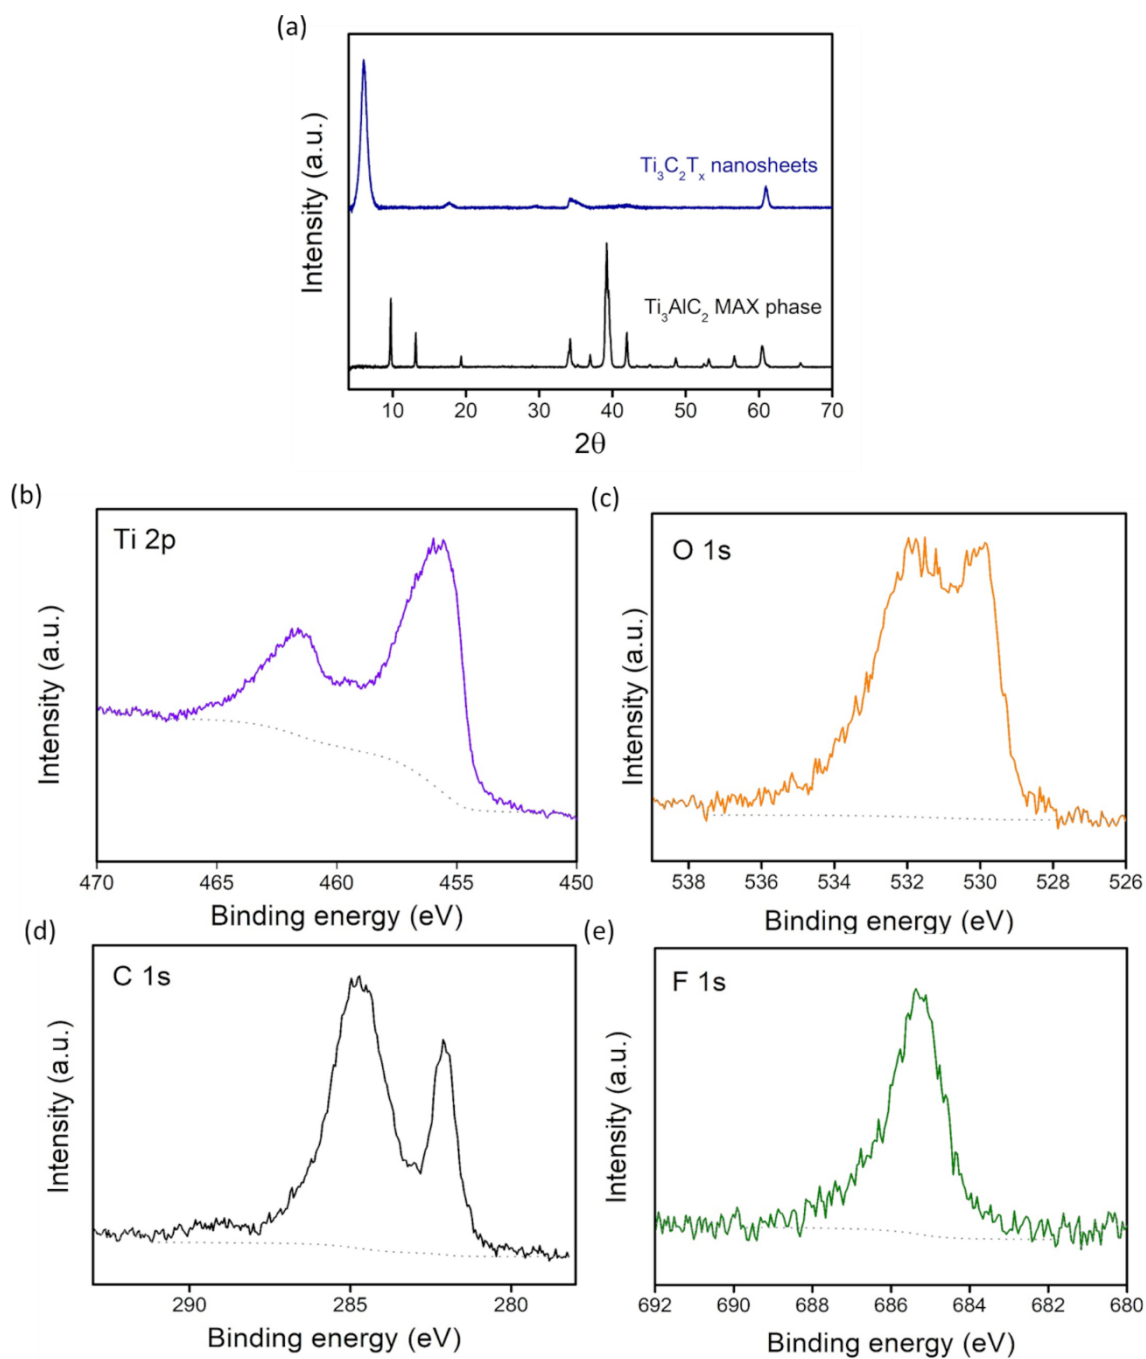 (a)
Intensity (a.u.)
Ti₃C₂Tₓ nanosheets
Ti₃AlC₂ MAX phase
10 20 30 40 50 60 70
2θ
(b)
Ti 2p
Intensity (a.u.)
470 465 460 455 450
Binding energy (eV)
(c)
O 1s
Intensity (a.u.)
538 536 534 532 530 528 526
Binding energy (eV)
(d)
C 1s
Intensity (a.u.)
290 285 280
Binding energy (eV)
(e)
F 1s
Intensity (a.u.)
692 690 688 686 684 682 680
Binding energy (eV)